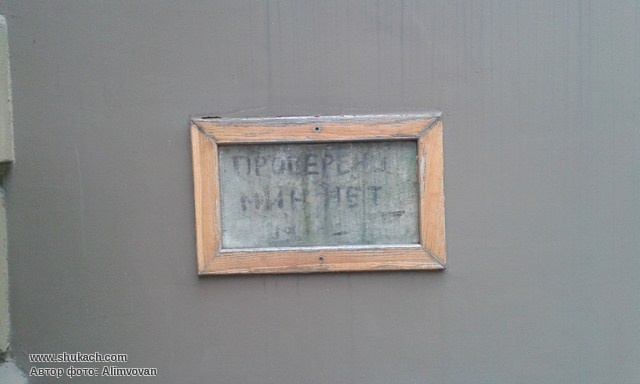 ПРОВЕРЕНО
МИН НЕТ
www.shukach.com
Автор фото: Alimvovan